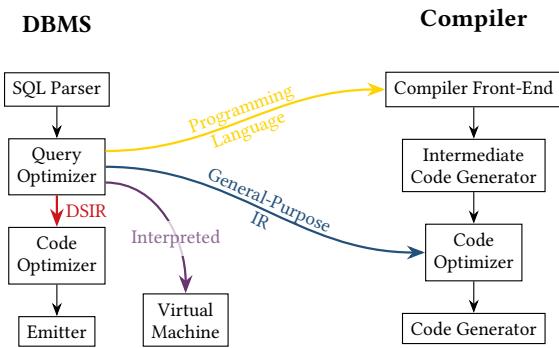 DBMS
Compiler
SQL Parser
Compiler Front-End
Programming
Language
Query
Optimizer
Intermediate
Code Generator
General-Purpose
IR
DSIR
Interpreted
Code
Optimizer
Code
Optimizer
Virtual
Machine
Emitter
Code Generator